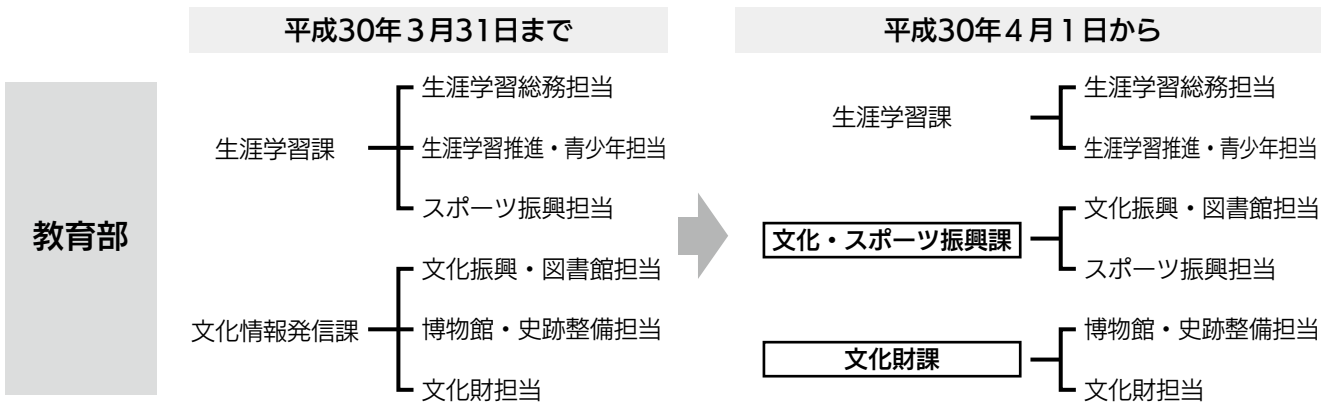 平成30年3月31日まで
平成30年4月1日から
教育部
生涯学習課
生涯学習総務担当
生涯学習推進・青少年担当
スポーツ振興担当
文化情報発信課
文化振興・図書館担当
博物館・史跡整備担当
文化財担当
生涯学習課
生涯学習総務担当
生涯学習推進・青少年担当
文化・スポーツ振興課
文化振興・図書館担当
スポーツ振興担当
文化財課
博物館・史跡整備担当
文化財担当